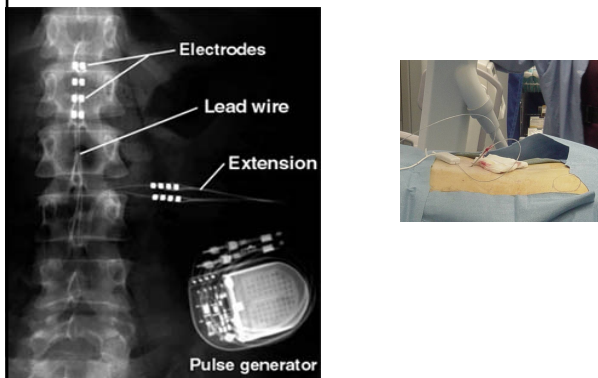 Electrodes
Lead wire
Extension
Pulse generator